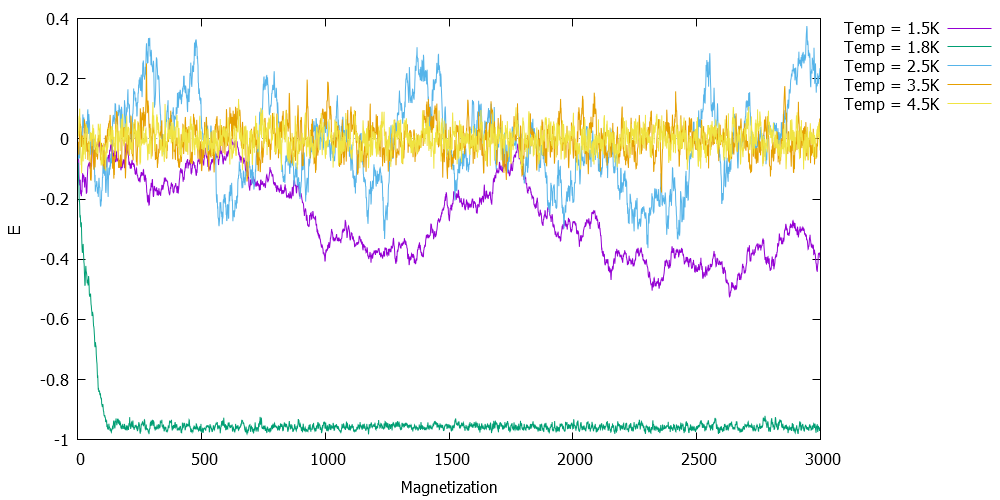 0.4
0.2
0
-0.2
-0.4
-0.6
-0.8
-1
0 500 1000 1500 2000 2500 3000
E
Magnetization
Temp = 1.5K
Temp = 1.8K
Temp = 2.5K
Temp = 3.5K
Temp = 4.5K